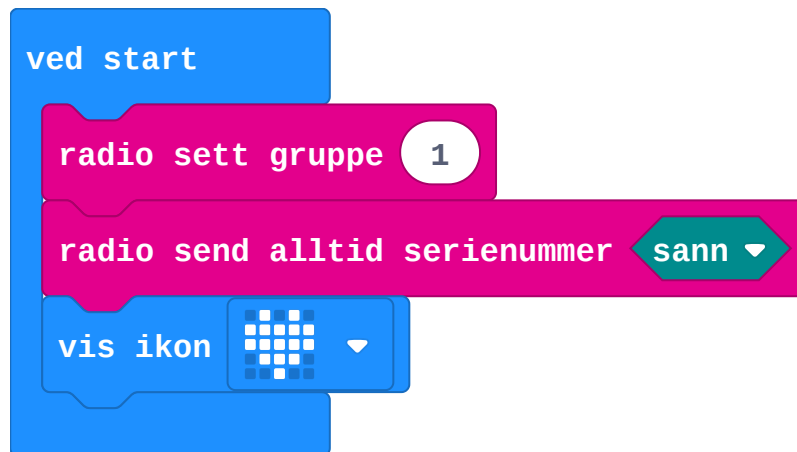 ved start
radio sett gruppe 1
radio send alltid serienummer sann
vis ikon